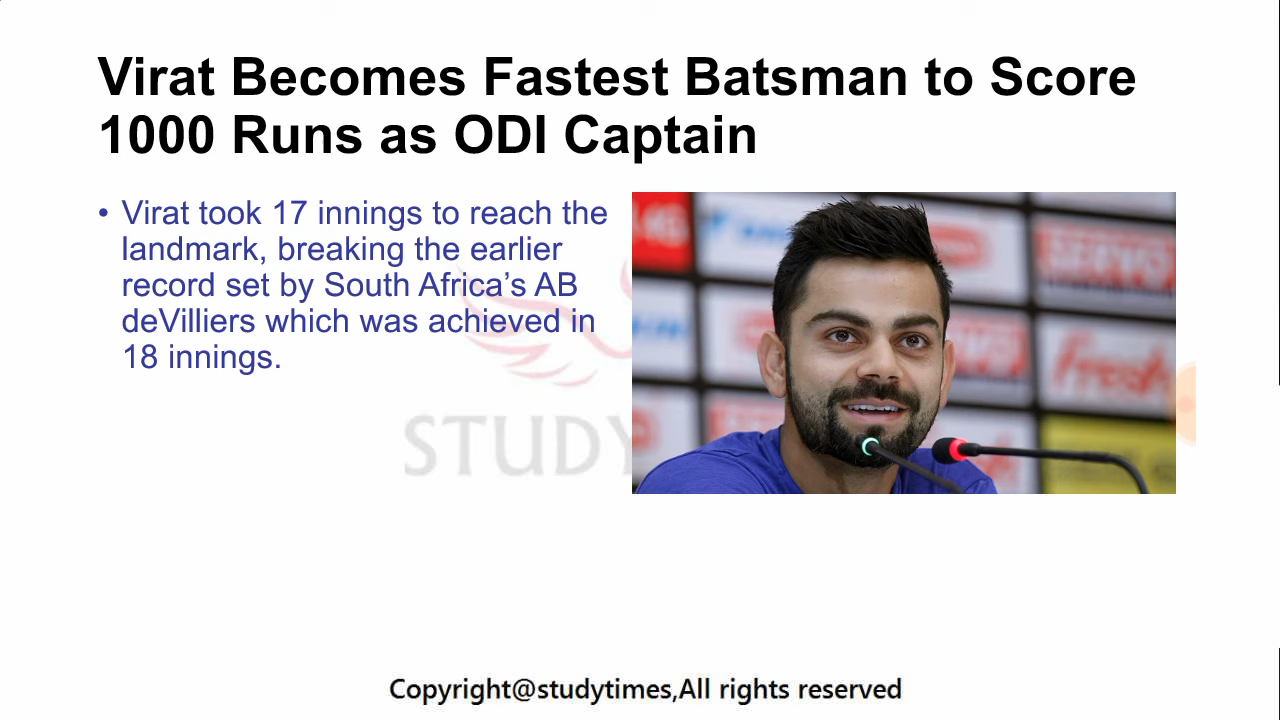 Virat Becomes Fastest Batsman to Score
1000 Runs as ODI Captain
• Virat took 17 innings to reach the
landmark, breaking the earlier
record set by South Africa’s AB
deVilliers which was achieved in
18 innings.
STUDY
Fresh
Copyright@studytimes,All rights reserved